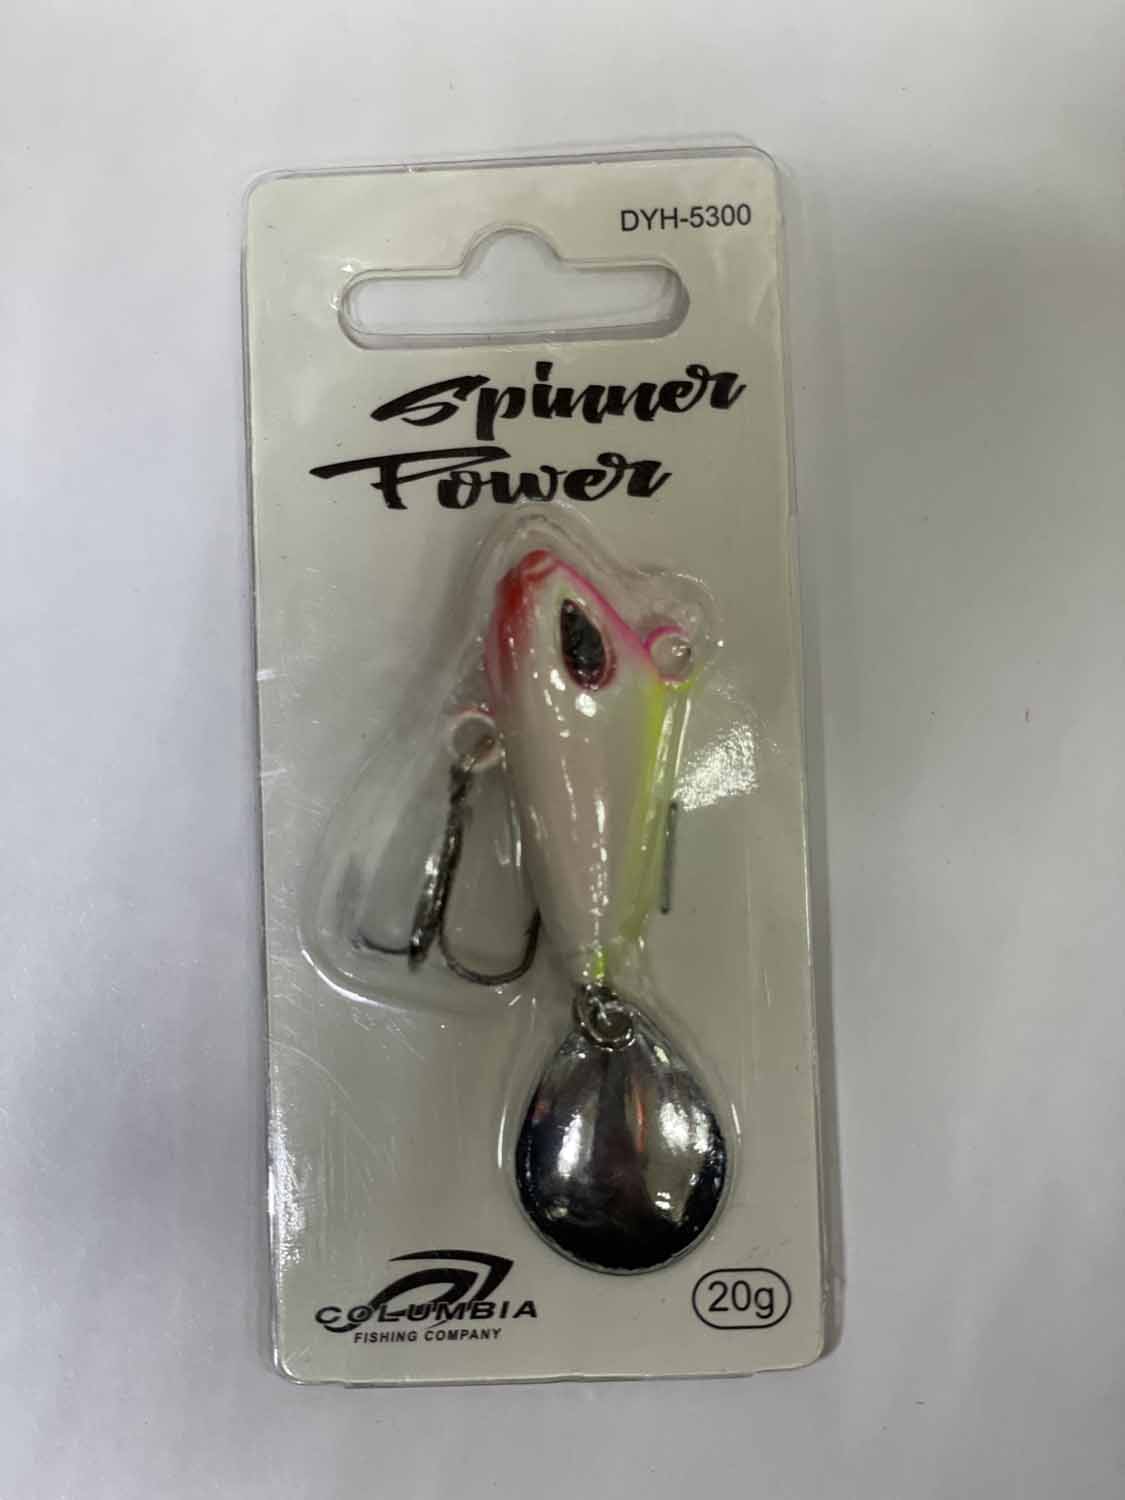 DYH-5300
Spinner
Power
COLUMBIA
FISHING COMPANY
20g